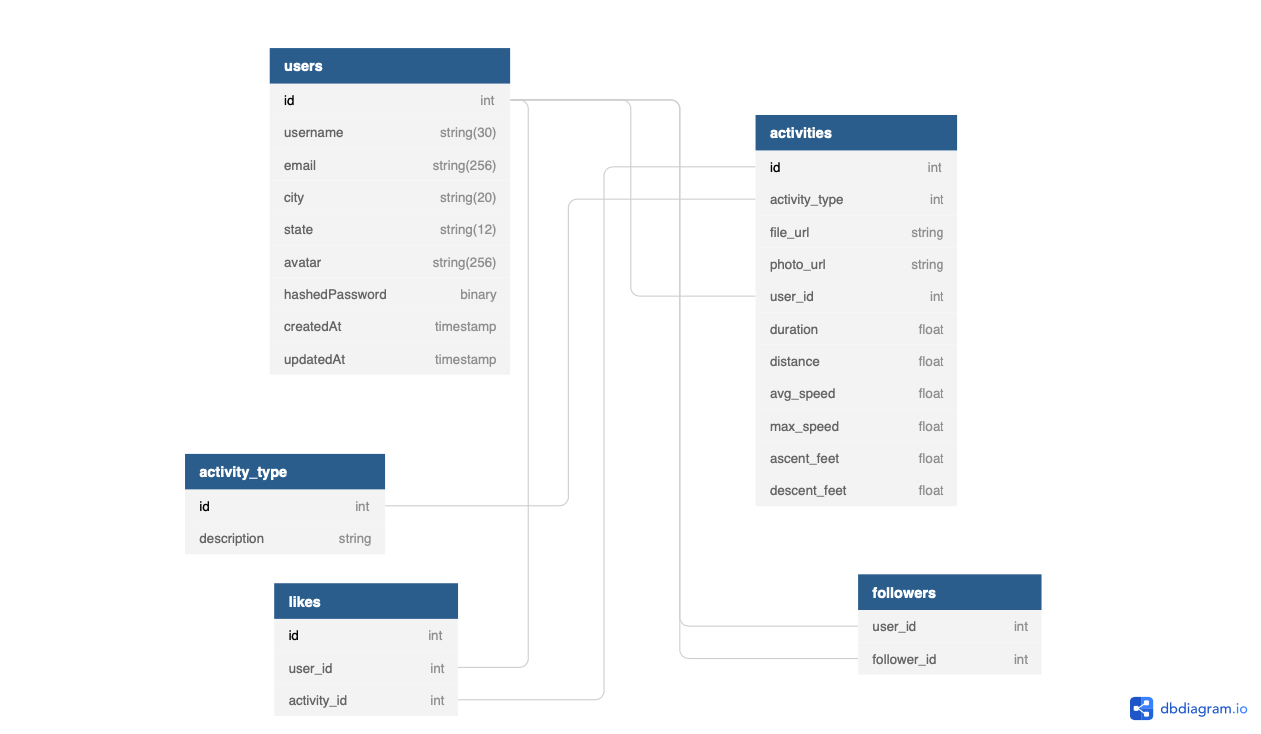 users
id int
username string(30)
email string(256)
city string(20)
state string(12)
avatar string(256)
hashedPassword binary
createdAt timestamp
updatedAt timestamp
activities
id int
activity_type int
file_url string
photo_url string
user_id int
duration float
distance float
avg_speed float
max_speed float
ascent_feet float
descent_feet float
activity_type
id int
description string
likes
id int
user_id int
activity_id int
followers
user_id int
follower_id int
dbdiagram.io